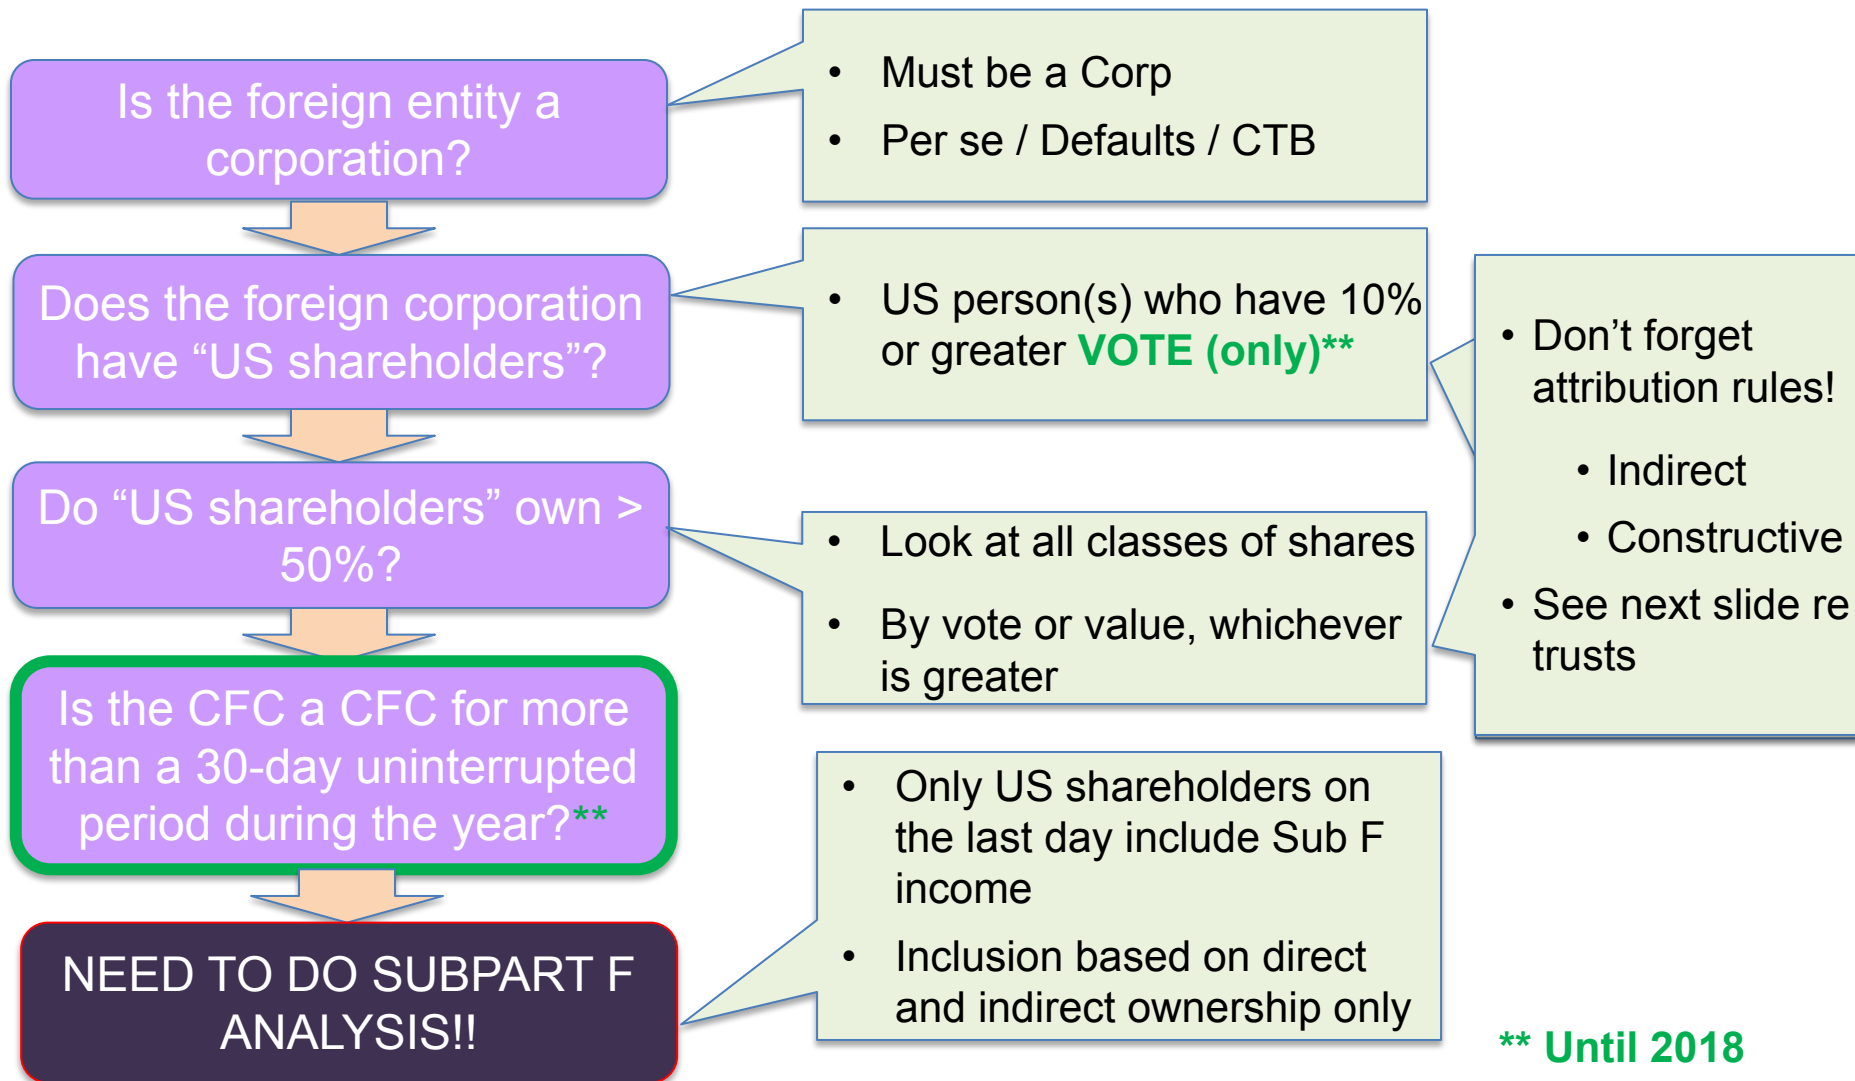 Is the foreign entity a
corporation?
• Must be a Corp
• Per se / Defaults / CTB
Does the foreign corporation
have “US shareholders”?
• US person(s) who have 10%
or greater VOTE (only)**
Do “US shareholders” own >
50%?
• Look at all classes of shares
• By vote or value, whichever
is greater
• Don’t forget
attribution rules!
• Indirect
• Constructive
• See next slide re
trusts
Is the CFC a CFC for more
than a 30-day uninterrupted
period during the year?**
NEED TO DO SUBPART F
ANALYSIS!!
• Only US shareholders on
the last day include Sub F
income
• Inclusion based on direct
and indirect ownership only
** Until 2018